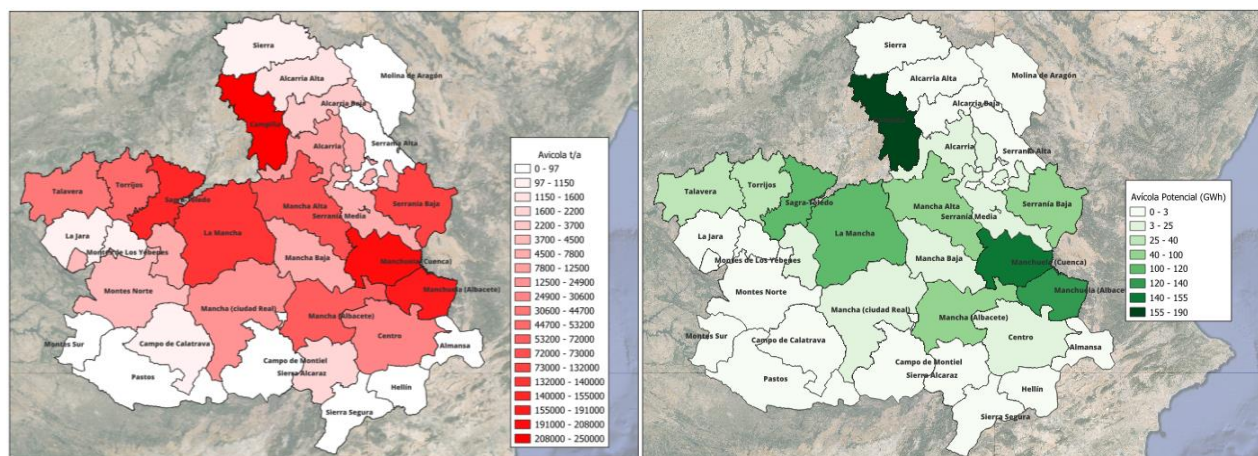 Sierra
Molina de Aragón
Alcarria Alta
Alcarria Baja
Campiña
Serranía Alta
Alcarria
Talavera
Torrijos
Sagra-Toledo
Mancha Alta
Serranía Baja
Serranía Media
La Jara
La Mancha
Montes de Los Yébenes
Manchuela (Cuenca)
Mancha Baja
Manchuela (Albacete)
Montes Norte
Mancha (ciudad Real)
Mancha (Albacete)
Centro
Montes Sur
Campo de Calatrava
Almansa
Campo de Montiel
Sierra Alcaraz
Pastos
Hellín
Sierra Segura
Avicola t/a
0 - 97
97 - 1150
1150 - 1600
1600 - 2200
2200 - 3700
3700 - 4500
4500 - 7800
7800 - 12500
12500 - 24900
24900 - 30600
30600 - 44700
44700 - 53200
53200 - 72000
72000 - 73000
73000 - 132000
132000 - 140000
140000 - 155000
155000 - 191000
191000 - 208000
208000 - 250000
Sierra
Molina de Aragón
Alcarria Alta
Alcarria Baja
Serranía Alta
Alcarria
Talavera
Torrijos
Sagra-Toledo
Mancha Alta
Serranía Baja
Serranía Media
La Jara
La Mancha
Montes de Los Yébenes
Manchuela (Cuenca)
Mancha Baja
Manchuela (Albace
Montes Norte
Mancha (ciudad Real)
Mancha (Albacete)
Centro
Montes Sur
Campo de Calatrava
Almansa
Campo de Montiel
Sierra Alcaraz
Pastos
Hellín
Sierra Segura
Avícola Potencial (GWh)
0 - 3
3 - 25
25 - 40
40 - 100
100 - 120
120 - 140
140 - 155
155 - 190